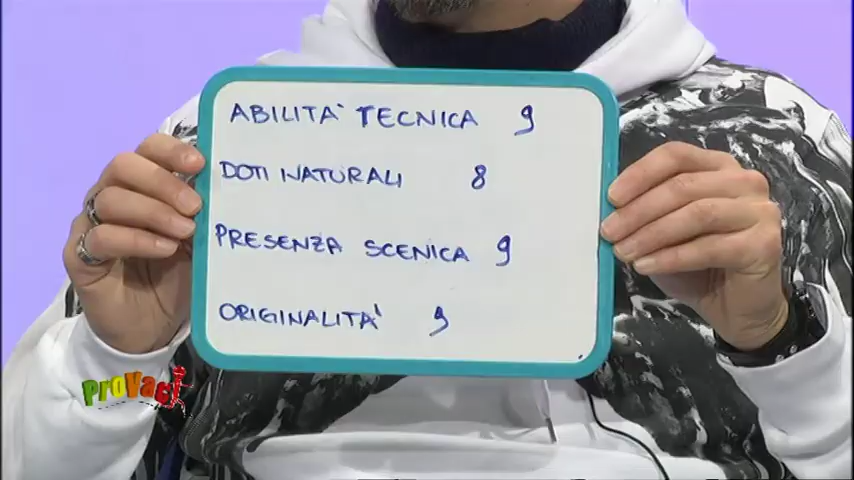 ABILITA' TECNICA 9
DOTI NATURALI 8
PRESENZA SCENICA 9
ORIGINALITA' 9
PROVACI